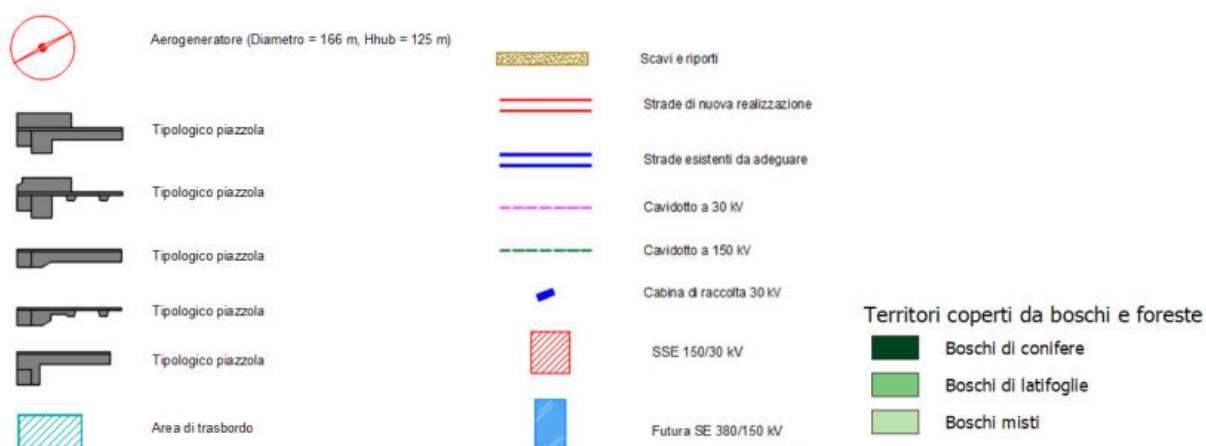 Aerogeneratore (Diametro = 166 m, Hhub = 125 m)
Tipologico piazzola
Tipologico piazzola
Tipologico piazzola
Tipologico piazzola
Tipologico piazzola
Area di trasbordo
Scavi e riporti
Strade di nuova realizzazione
Strade esistenti da adeguare
Cavidotto a 30 kV
Cavidotto a 150 kV
Cabina di raccolta 30 kV
SSE 150/30 kV
Futura SE 380/150 kV
Territori coperti da boschi e foreste
Boschi di conifere
Boschi di latifoglie
Boschi misti